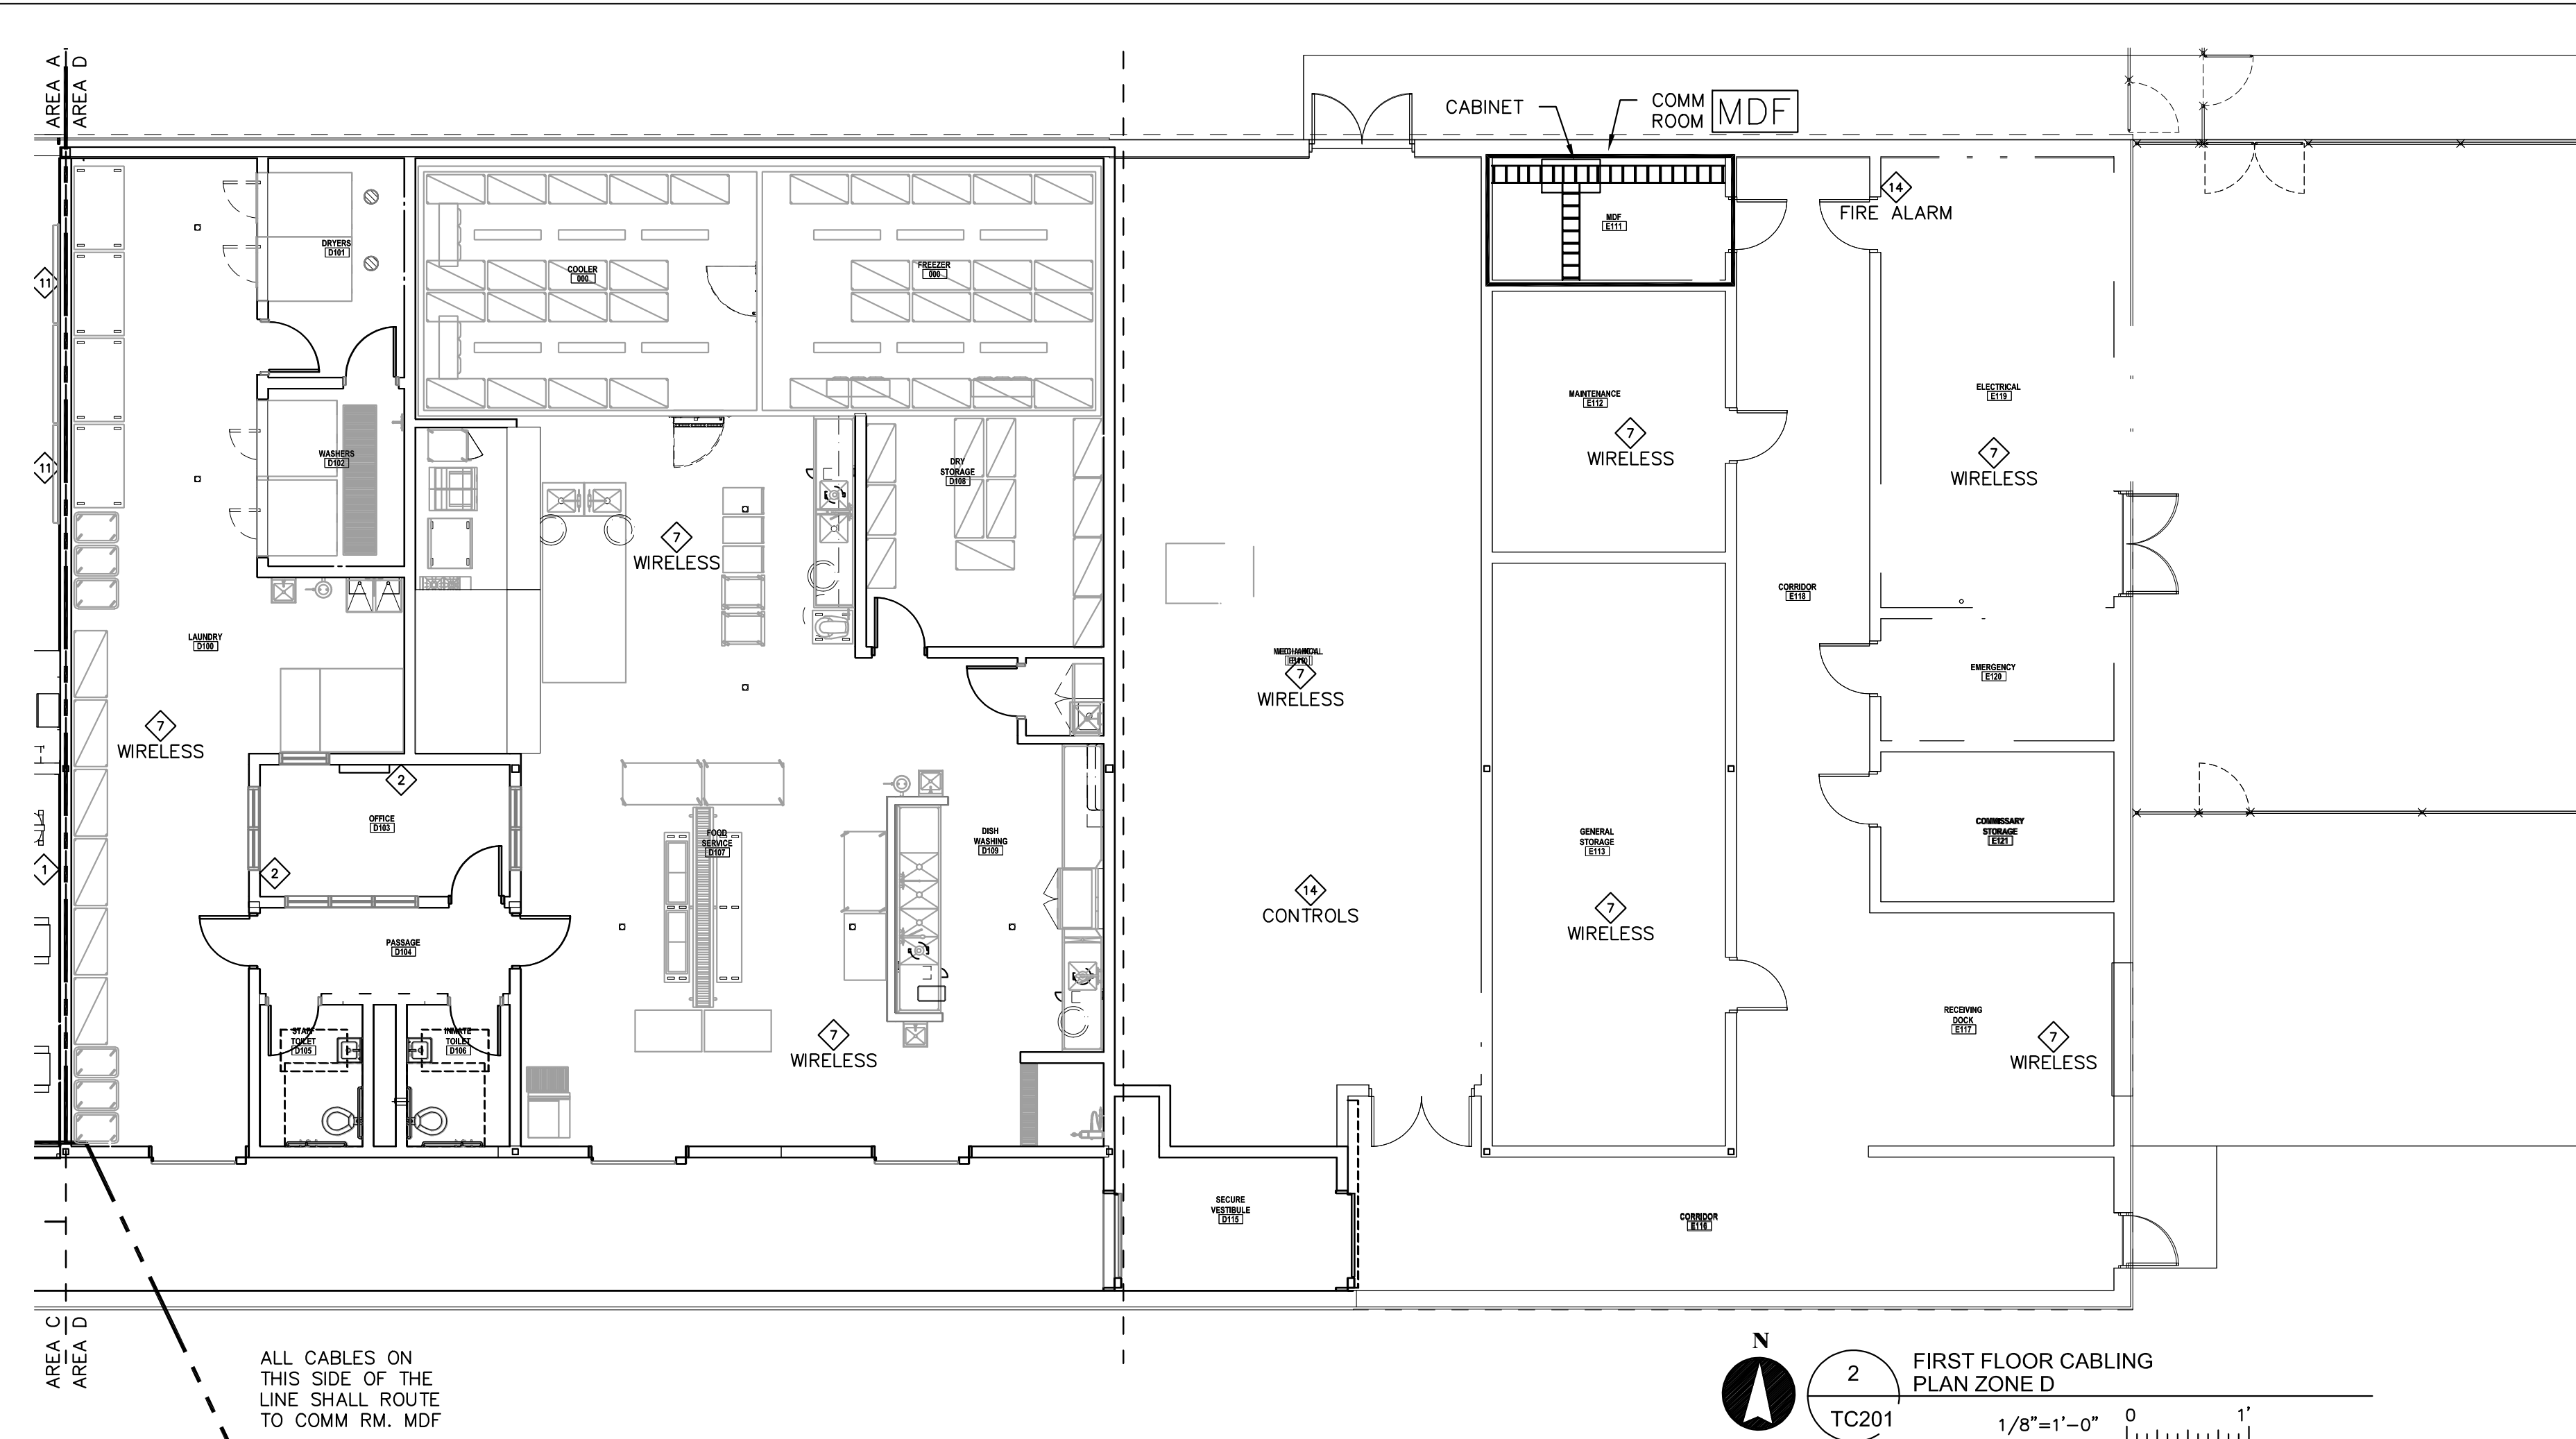 AREA A
AREA D
CABINET
COMM
ROOM
MDF
11
11
1
14
FIRE ALARM
DRYERS
D101
COOLER
000
FREEZER
000
MDF
E111
MAINTENANCE
E112
7
WIRELESS
ELECTRICAL
E119
7
WIRELESS
WASHERS
D102
7
WIRELESS
DRY
STORAGE
D108
LAUNDRY
D100
7
WIRELESS
CORRIDOR
E118
7
WIRELESS
EMERGENCY
E120
2
OFFICE
D103
2
FOOD
SERVICE
D107
DISH
WASHING
D109
14
CONTROLS
GENERAL
STORAGE
E113
7
WIRELESS
COMMISSARY
STORAGE
E121
PASSAGE
D104
STAFF
TOILET
D105
INMATE
TOILET
D106
7
WIRELESS
RECEIVING
DOCK
E117
7
WIRELESS
SECURE
VESTIBULE
D115
CORRIDOR
E116
AREA C
AREA D
ALL CABLES ON
THIS SIDE OF THE
LINE SHALL ROUTE
TO COMM RM. MDF
N
2
TC201
FIRST FLOOR CABLING
PLAN ZONE D
1/8"=1'-0"
0 1'